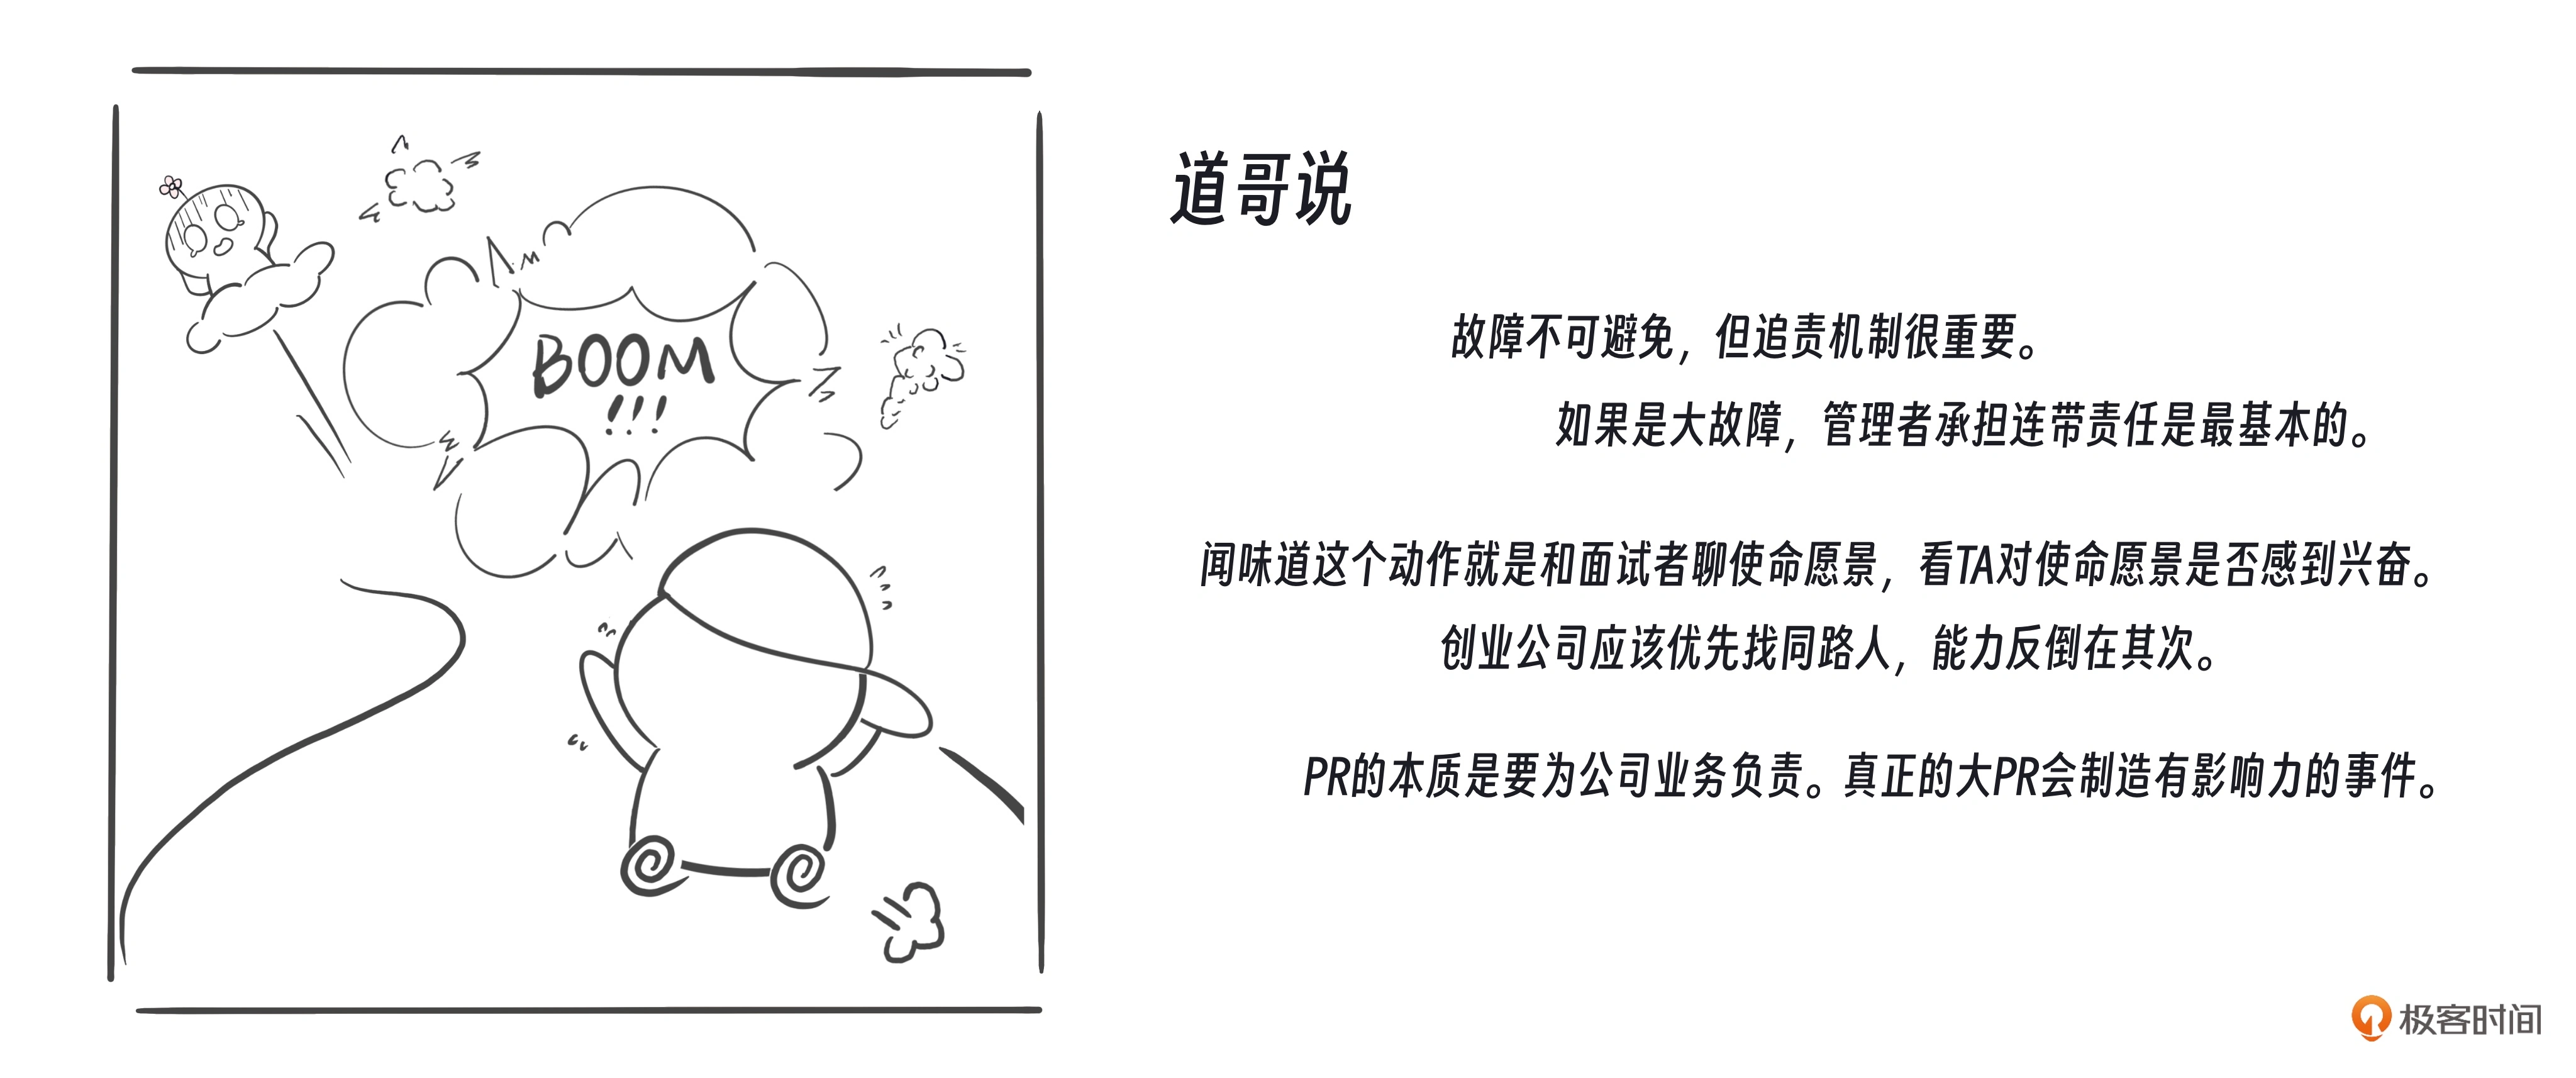 BOOM
!!!
道哥说
故障不可避免，但追责机制很重要。
如果是大故障，管理者承担连带责任是最基本的。
闻味道这个动作就是和面试者聊使命愿景，看TA对使命愿景是否感到兴奋。
创业公司应该优先找同路人，能力反倒在其次。
PR的本质是要为公司业务负责。真正的大PR会制造有影响力的事件。
极客时间